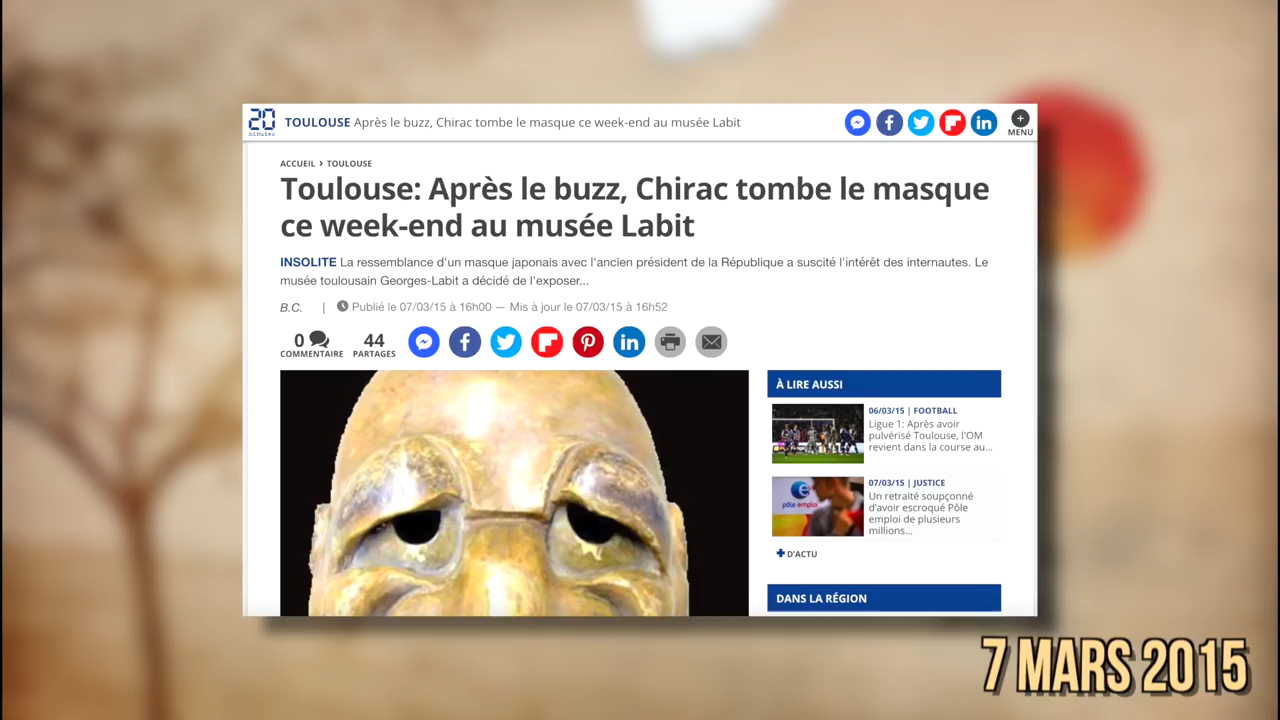 20
minutes
TOULOUSE Après le buzz, Chirac tombe le masque ce week-end au musée Labit
MENU
ACCUEIL › TOULOUSE
Toulouse: Après le buzz, Chirac tombe le masque
ce week-end au musée Labit
INSOLITE La ressemblance d'un masque japonais avec l'ancien président de la République a suscité l'intérêt des internautes. Le
musée toulousain Georges-Labit a décidé de l'exposer...
B.C. | Publié le 07/03/15 à 16h00 — Mis à jour le 07/03/15 à 16h52
0
COMMENTAIRE
44
PARTAGES
À LIRE AUSSI
06/03/15 | FOOTBALL
Ligue 1: Après avoir
pulvérisé Toulouse, l'OM
revient dans la course au...
pôle emploi
07/03/15 | JUSTICE
Un retraité soupçonné
d'avoir escroqué Pôle
emploi de plusieurs
millions...
+ D'ACTU
DANS LA RÉGION
7 MARS 2015